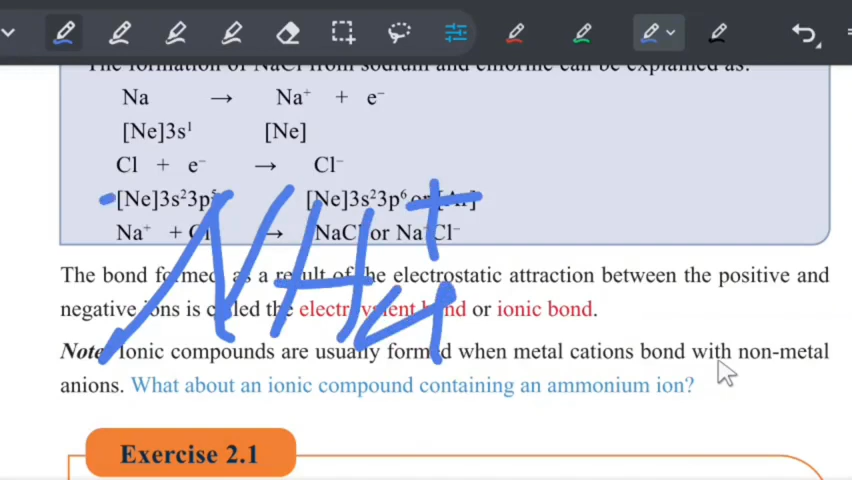 The formation of NaCl from sodium and chlorine can be explained as:
Na → Na⁺ + e⁻
[Ne]3s¹ [Ne]
Cl + e⁻ → Cl⁻
[Ne]3s²3p⁵ [Ne]3s²3p⁶ or [Ar]
Na⁺ + Cl⁻ → NaCl or Na⁺Cl⁻
NH₄⁺
The bond formed as a result of the electrostatic attraction between the positive and
negative ions is called the electrovalent bond or ionic bond.
Note: Ionic compounds are usually formed when metal cations bond with non-metal
anions. What about an ionic compound containing an ammonium ion?
Exercise 2.1